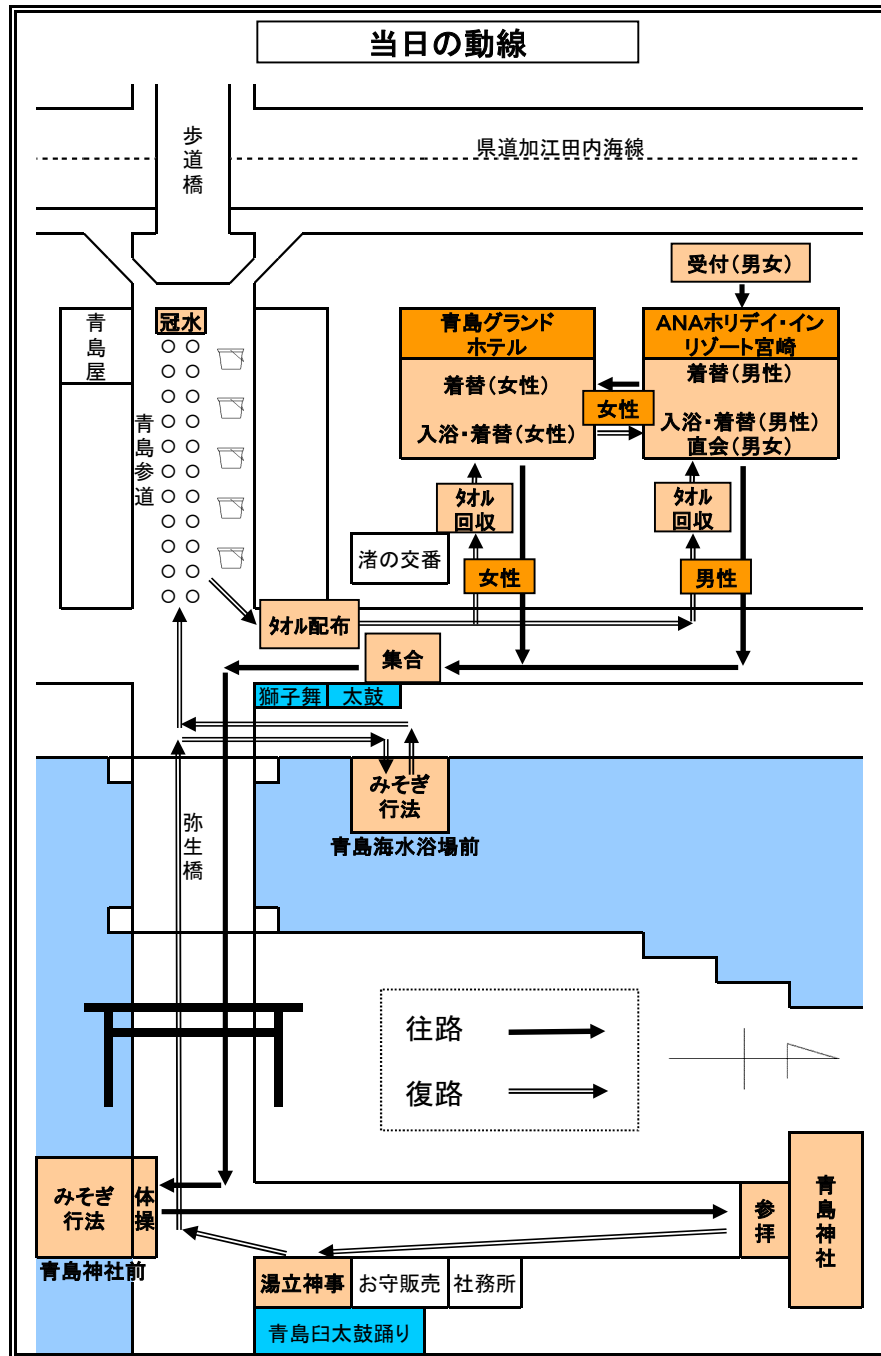 当日の動線
歩道橋
県道加江田内海線
受付(男女)
青島屋
冠水
青島グランド
ホテル
ANAホリデイ・イン
リゾート宮崎
着替(女性)
着替(男性)
女性
入浴・着替(女性)
入浴・着替(男性)
直会(男女)
青島参道
タオル
回収
タオル
回収
渚の交番
女性
男性
タオル配布
集合
獅子舞
太鼓
みそぎ
行法
青島海水浴場前
弥生橋
往路
復路
みそぎ
行法
体操
参拝
青島神社
青島神社前
湯立神事
お守販売
社務所
青島臼太鼓踊り